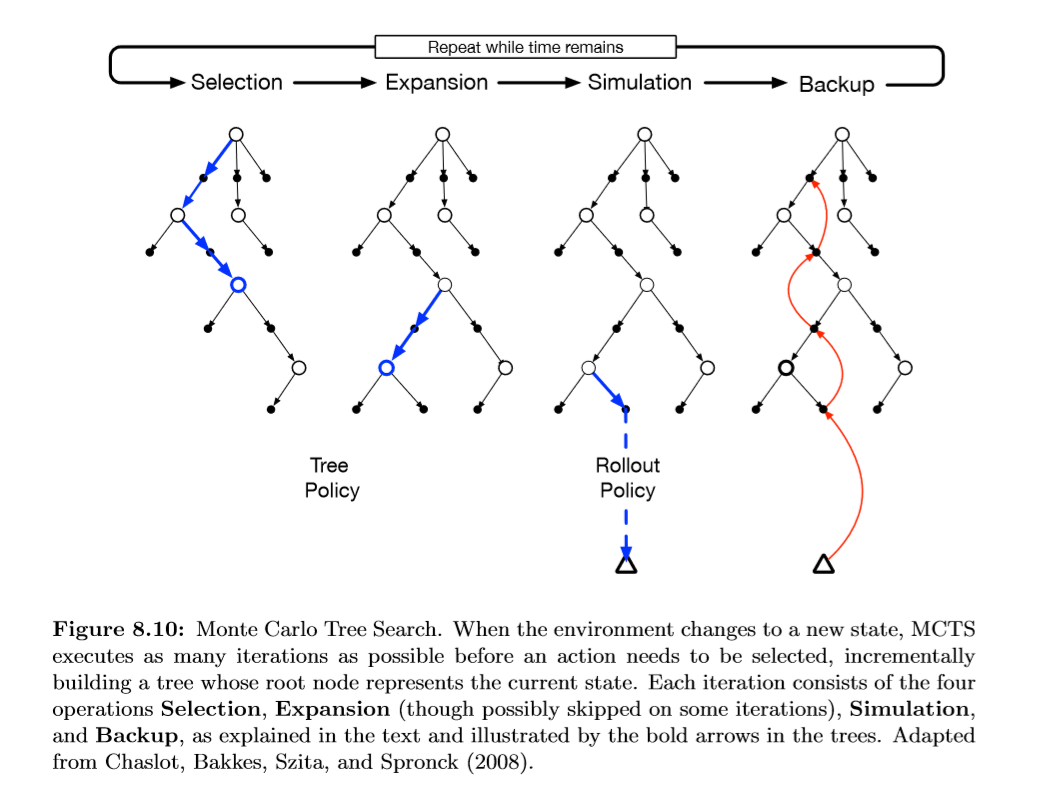 Repeat while time remains
Selection
Expansion
Simulation
Backup
Tree
Policy
Rollout
Policy
Figure 8.10: Monte Carlo Tree Search. When the environment changes to a new state, MCTS
executes as many iterations as possible before an action needs to be selected, incrementally
building a tree whose root node represents the current state. Each iteration consists of the four
operations Selection, Expansion (though possibly skipped on some iterations), Simulation,
and Backup, as explained in the text and illustrated by the bold arrows in the trees. Adapted
from Chaslot, Bakkes, Szita, and Spronck (2008).